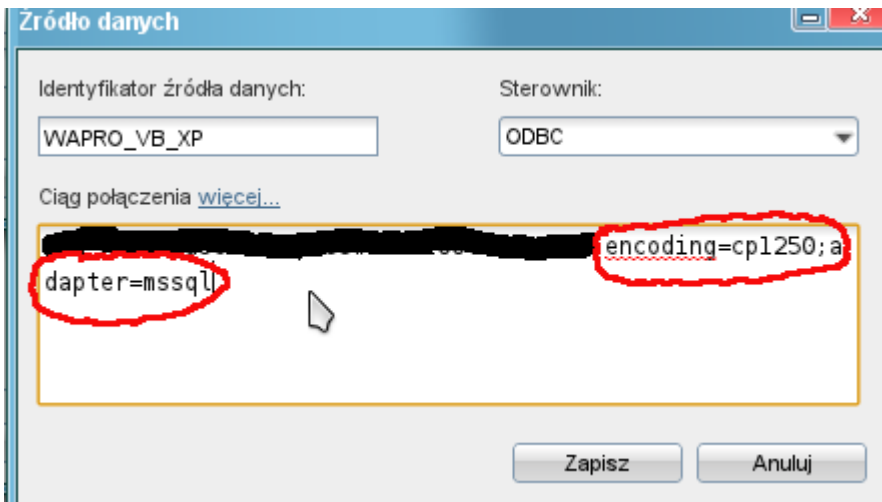 Źródło danych
Identyfikator źródła danych: Sterownik:
WAPRO_VB_XP ODBC
Ciąg połączenia więcej...
encoding=cp1250;a
dapter=mssql
Zapisz Anuluj